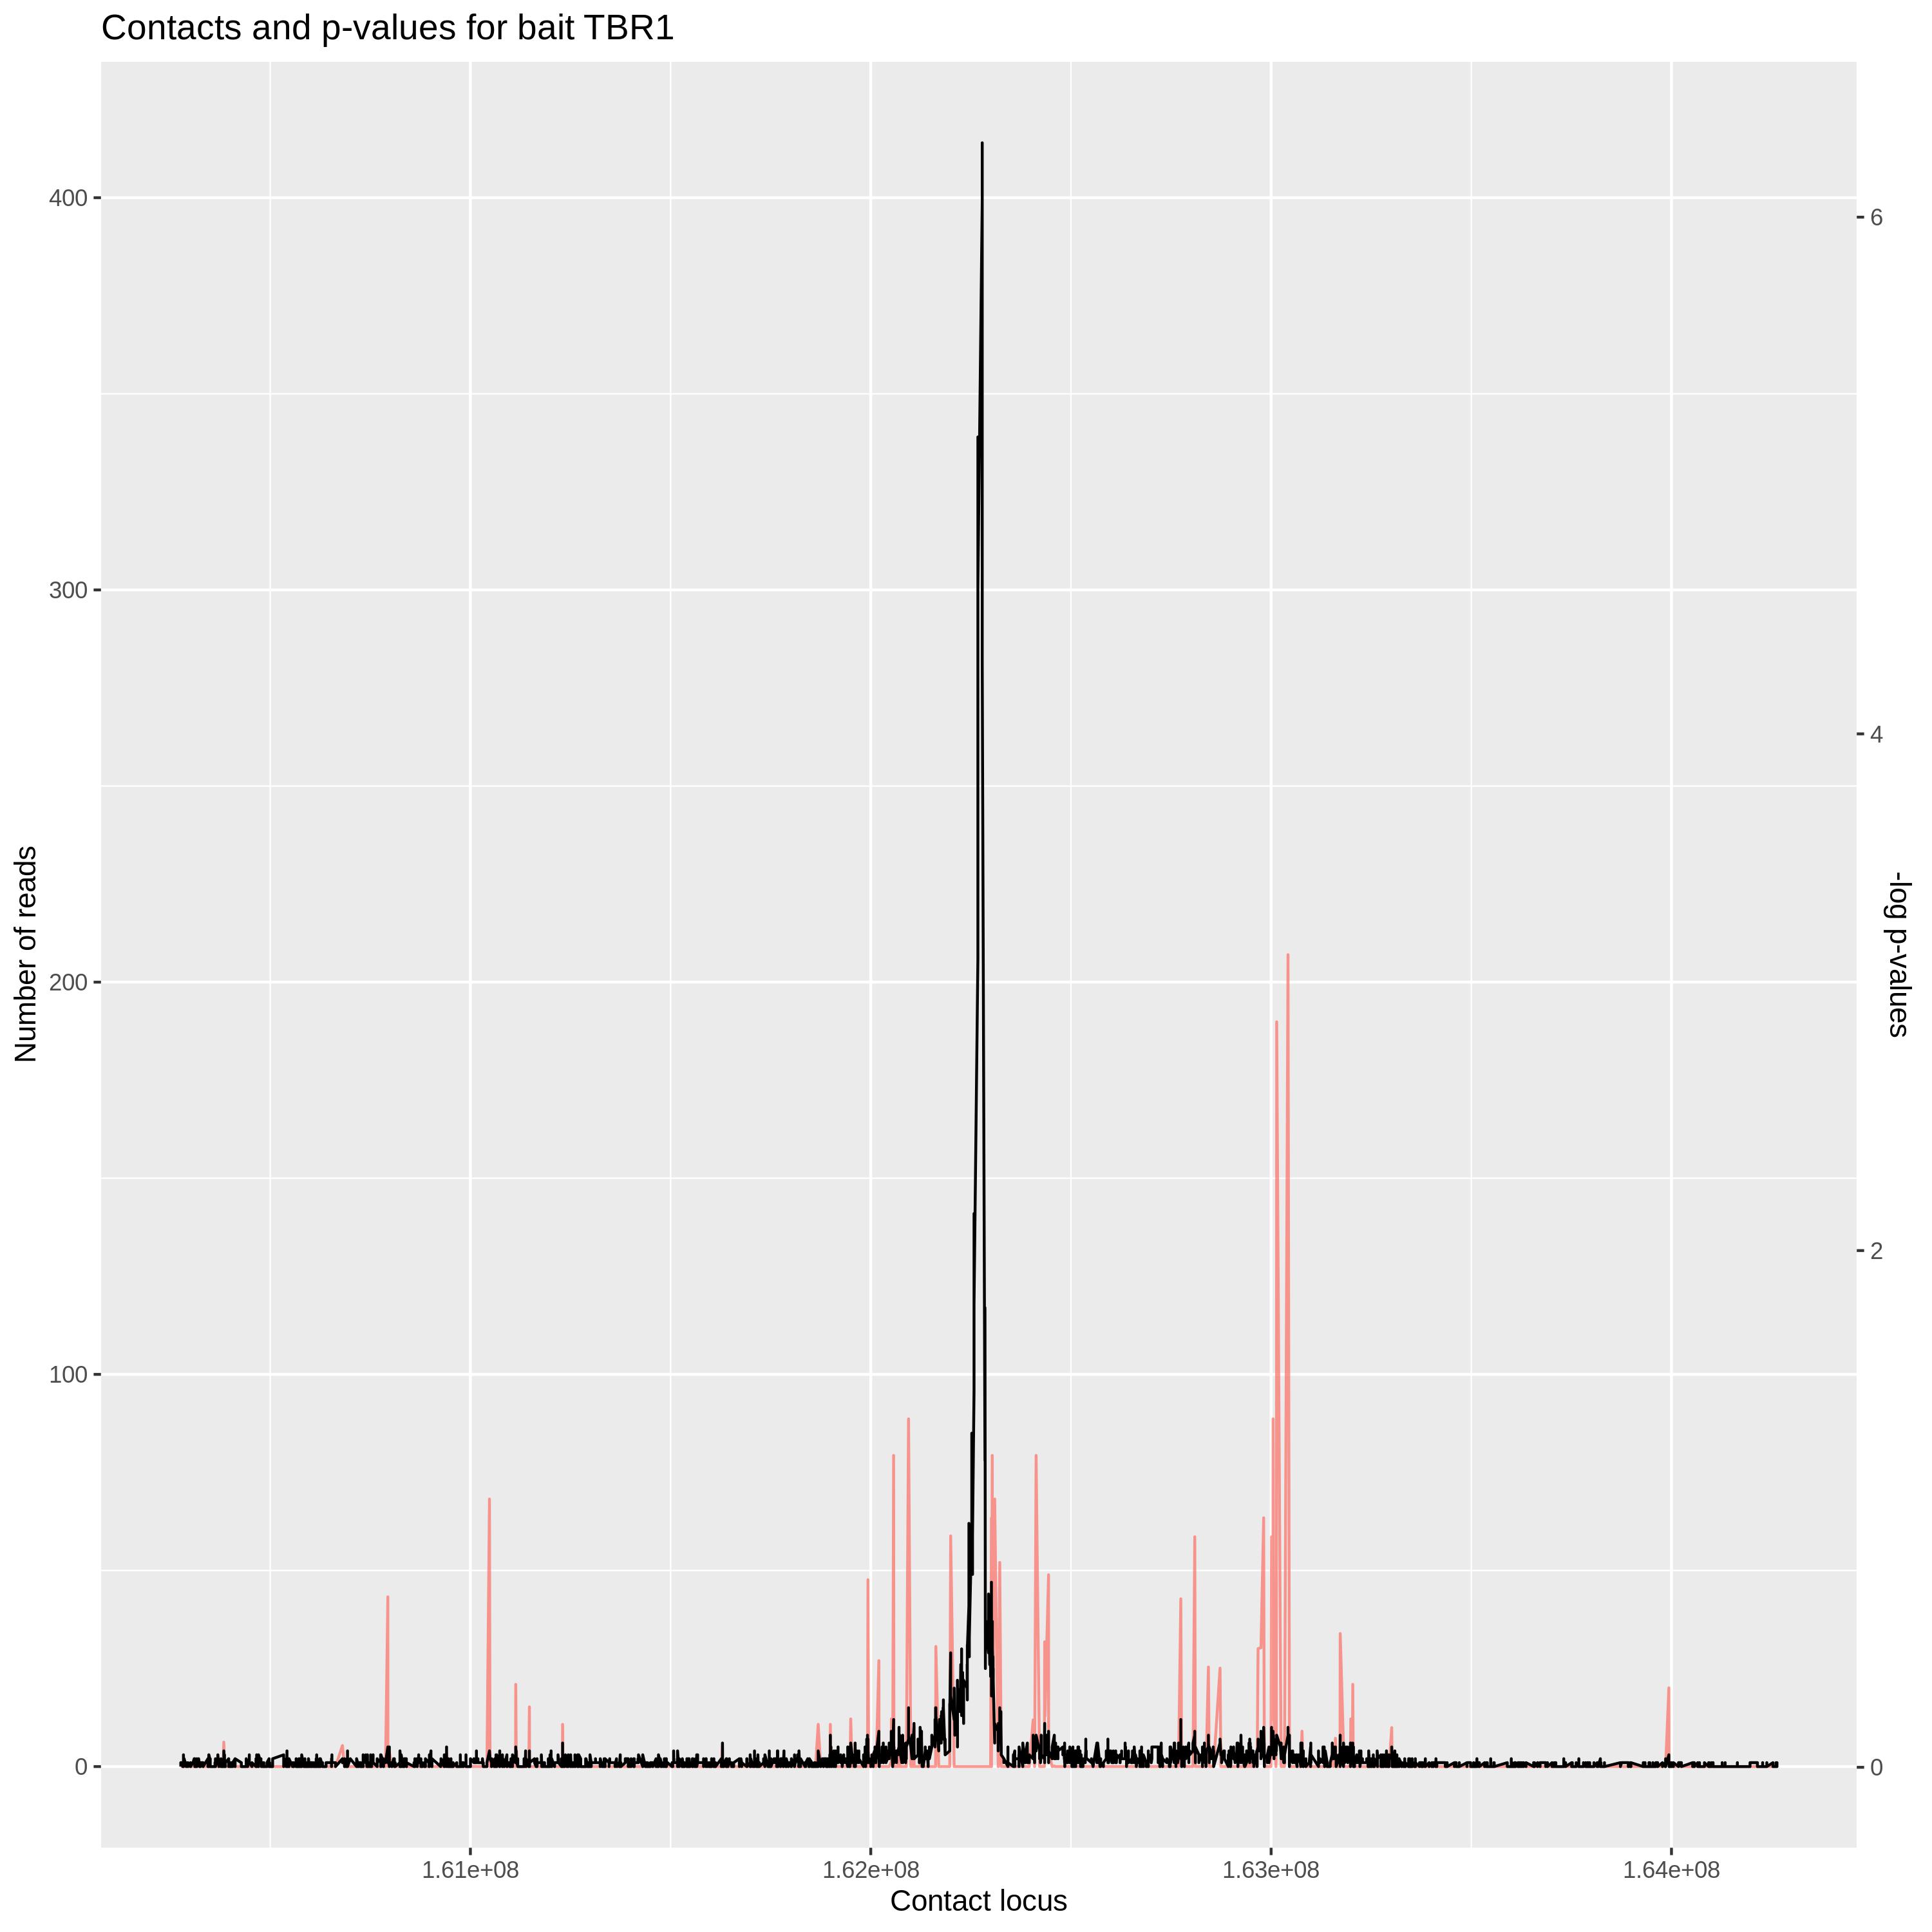 Contacts and p-values for bait TBR1
400
300
200
100
0
Number of reads
6
4
2
0
-log p-values
1.61e+08
1.62e+08
1.63e+08
1.64e+08
Contact locus